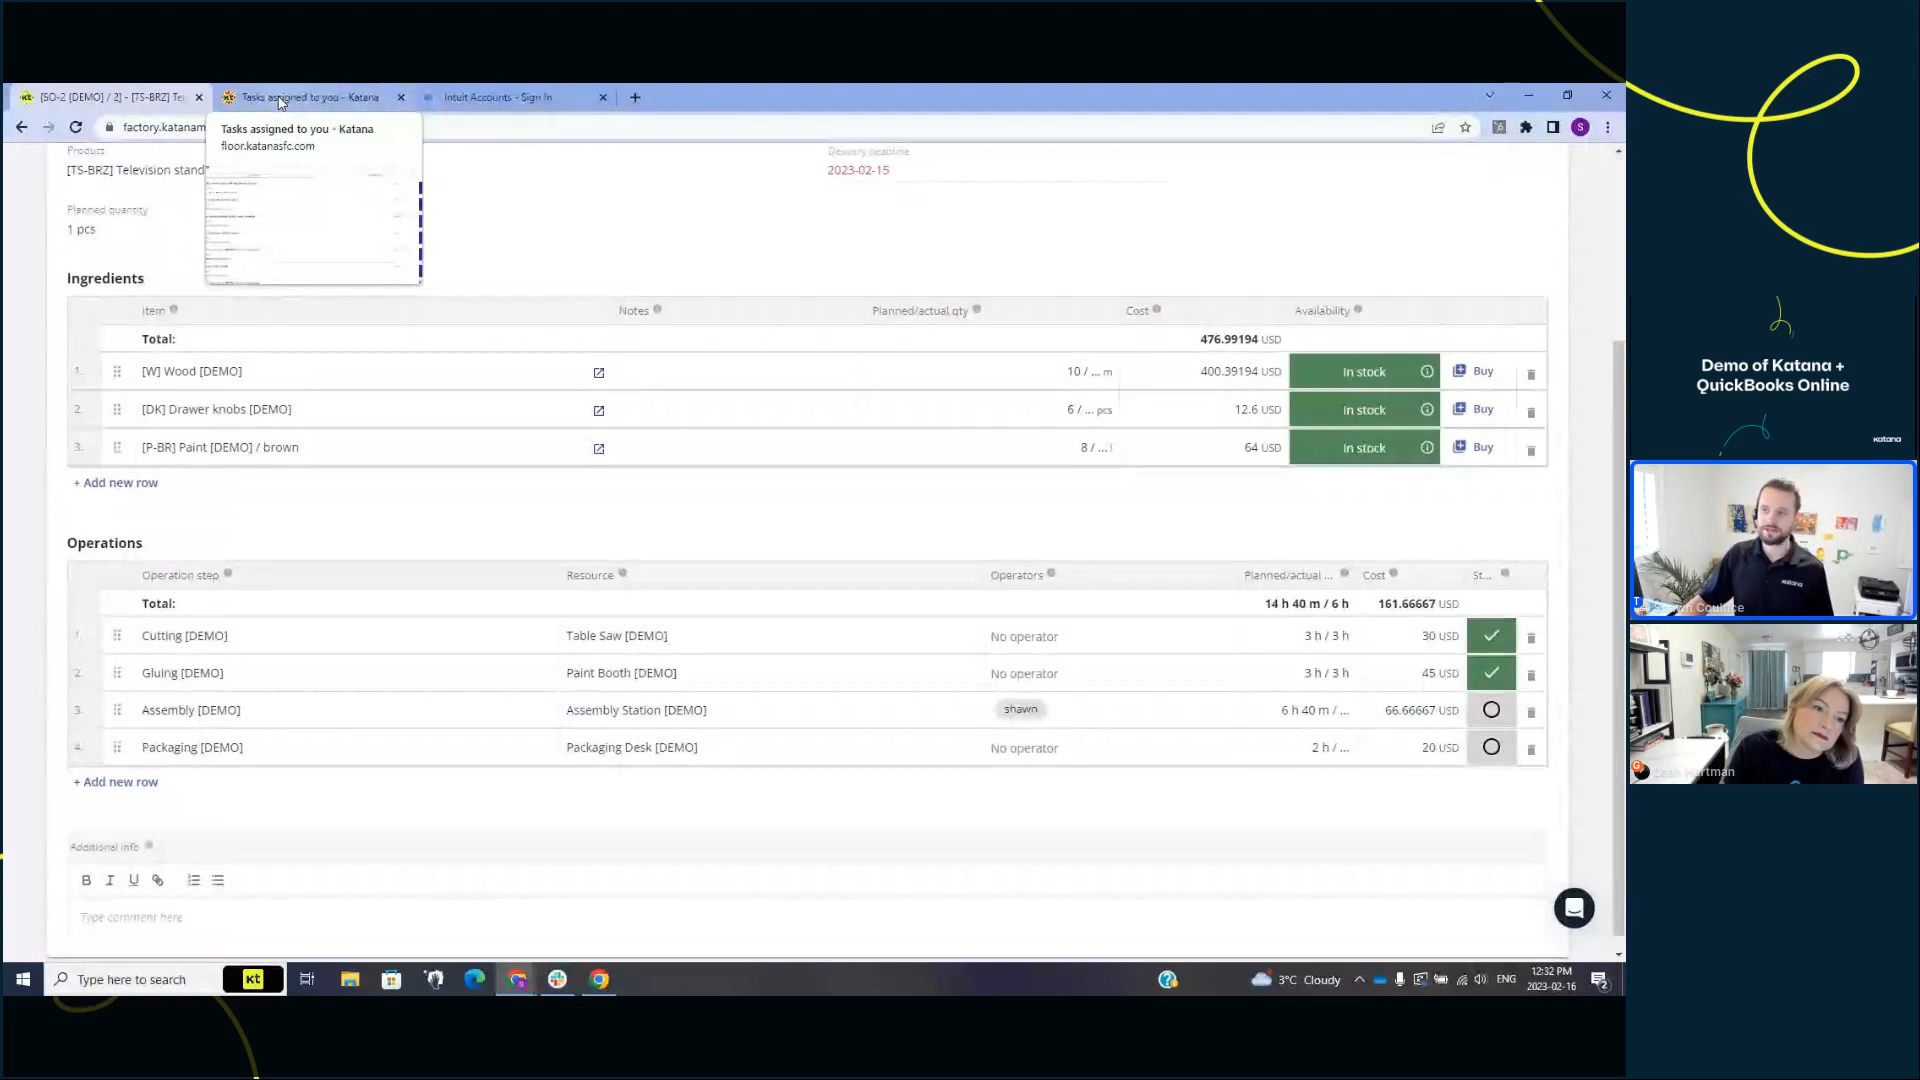 [SO-2 [DEMO] / 2] - [TS-BRZ] Te
Tasks assigned to you - Katana
Intuit Accounts - Sign In
factory.katanam
S
Tasks assigned to you - Katana
floor.katanasfc.com
Product
[TS-BRZ] Television stand
Delivery deadline
2023-02-15
Planned quantity
1 pcs
Ingredients
Item Notes Planned/actual qty Cost Availability
Total: 476.99194 USD
1. [W] Wood [DEMO] 10 / ... m 400.39194 USD In stock Buy
2. [DK] Drawer knobs [DEMO] 6 / ... pcs 12.6 USD In stock Buy
3. [P-BR] Paint [DEMO] / brown 8 / ... l 64 USD In stock Buy
+ Add new row
Operations
Operation step Resource Operators Planned/actual ... Cost St...
Total: 14 h 40 m / 6 h 161.66667 USD
1. Cutting [DEMO] Table Saw [DEMO] No operator 3 h / 3 h 30 USD
2. Gluing [DEMO] Paint Booth [DEMO] No operator 3 h / 3 h 45 USD
3. Assembly [DEMO] Assembly Station [DEMO] shawn 6 h 40 m / ... 66.66667 USD
4. Packaging [DEMO] Packaging Desk [DEMO] No operator 2 h / ... 20 USD
+ Add new row
Additional info
B I U
Type comment here
Type here to search
kt
3°C Cloudy
ENG
12:32 PM
2023-02-16
2
Demo of Katana +
QuickBooks Online
katana
katana
Shawn Coultice
Leah Hartman